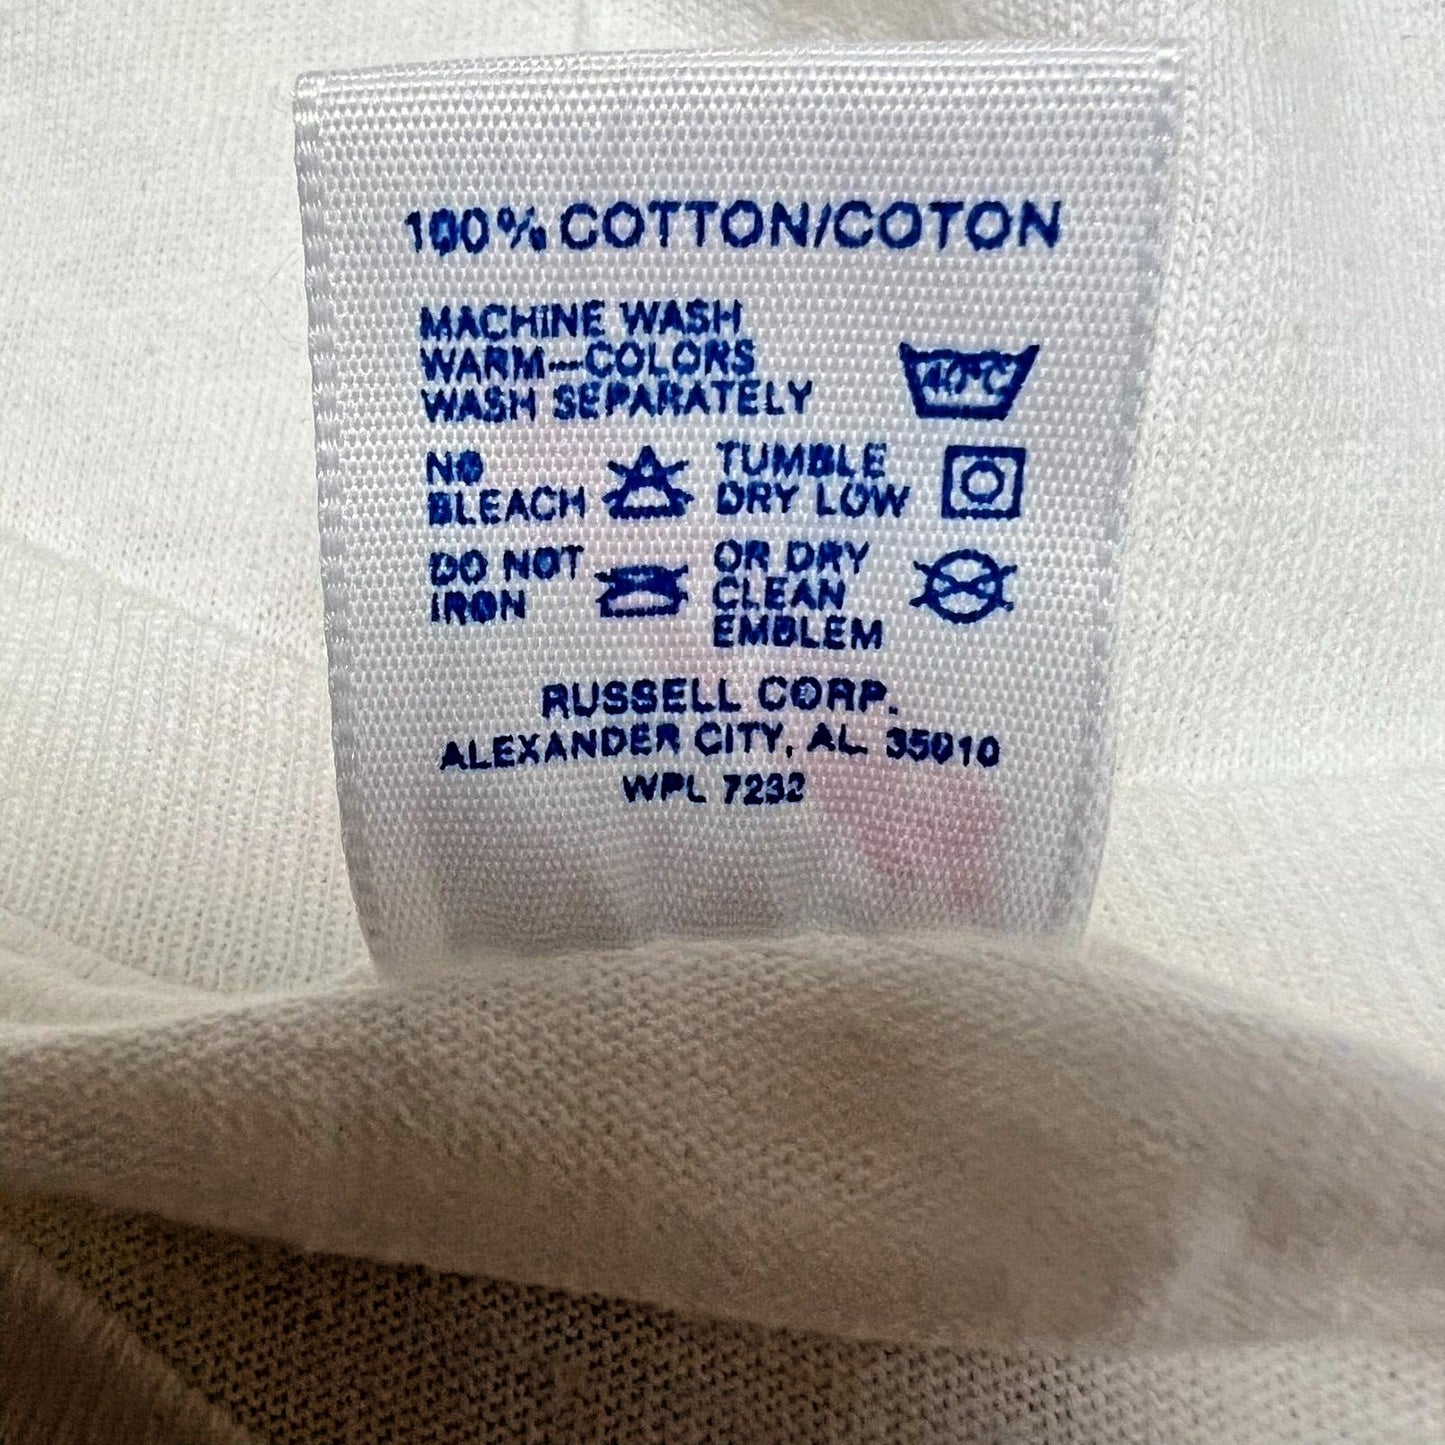 100% COTTON/COTON
MACHINE WASH
WARM---COLORS
WASH SEPARATELY
40°C
NO
BLEACH
TUMBLE
DRY LOW
DO NOT
IRON
OR DRY
CLEAN
EMBLEM
RUSSELL CORP.
ALEXANDER CITY, AL. 35010
WPL 7232